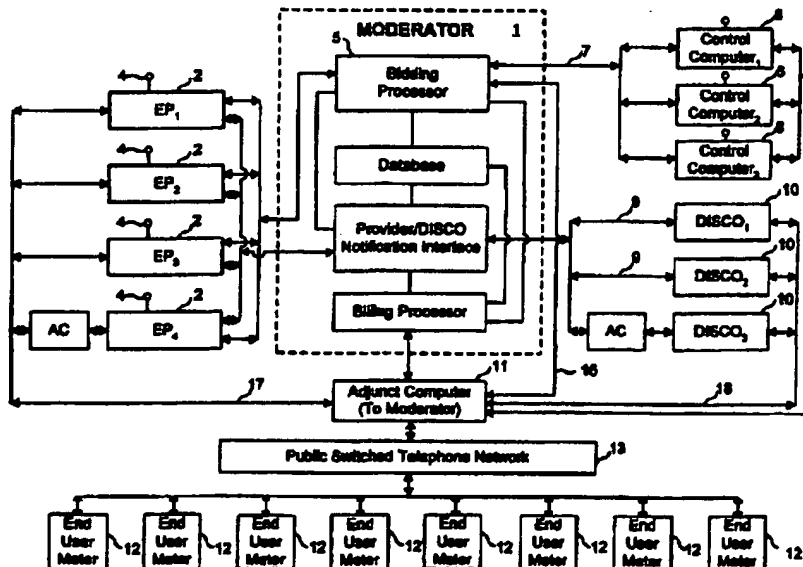 MODERATOR 1
5
Bidding
Processor
Database
Provider/DISCO
Notification Interface
Billing Processor
4 2
EP1
4 2
EP2
4 2
EP3
4 2
AC
EP4
7
Control
Computer1
6
Control
Computer2
6
Control
Computer3
9
DISCO1
10
9
DISCO2
10
AC
DISCO3
10
17
11
Adjunct Computer
(To Moderator)
16
18
Public Switched Telephone Network
13
End
User
Meter
12
End
User
Meter
12
End
User
Meter
12
End
User
Meter
12
End
User
Meter
12
End
User
Meter
12
End
User
Meter
12
End
User
Meter
12